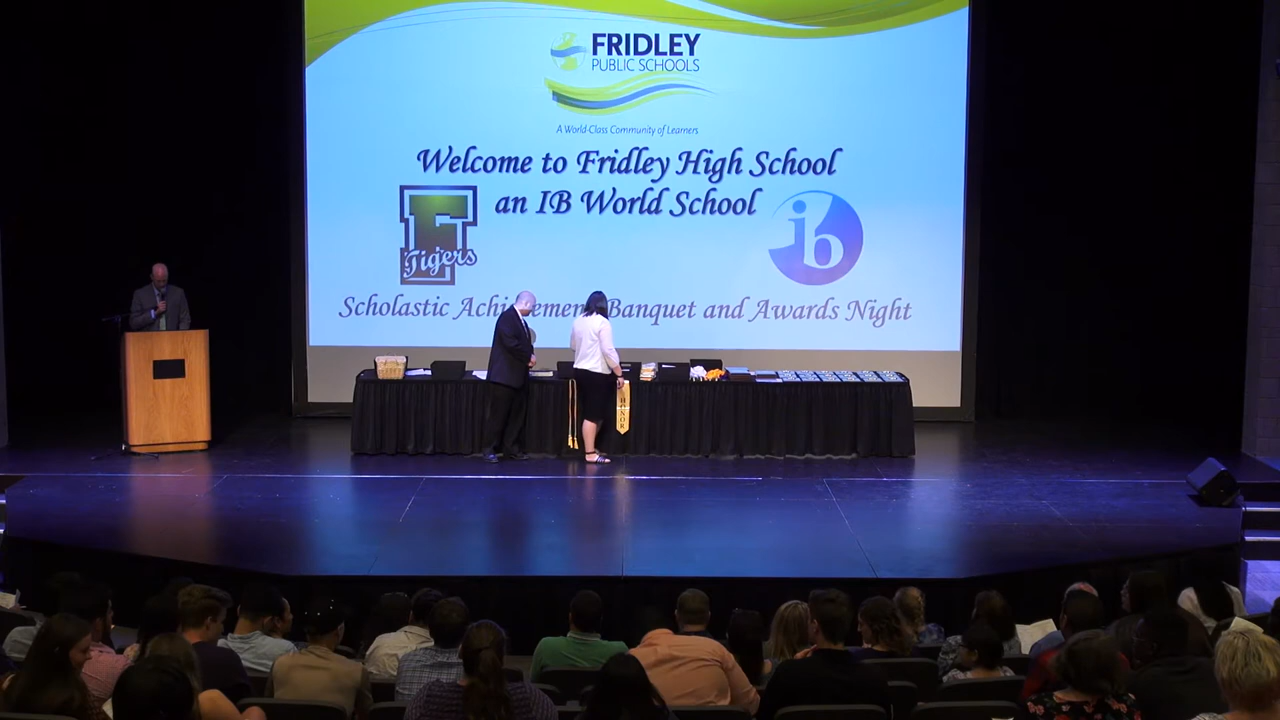 FRIDLEY
PUBLIC SCHOOLS
A World-Class Community of Learners
Welcome to Fridley High School
an IB World School
F
Tigers
ib
Scholastic Achievement Banquet and Awards Night
HONOR